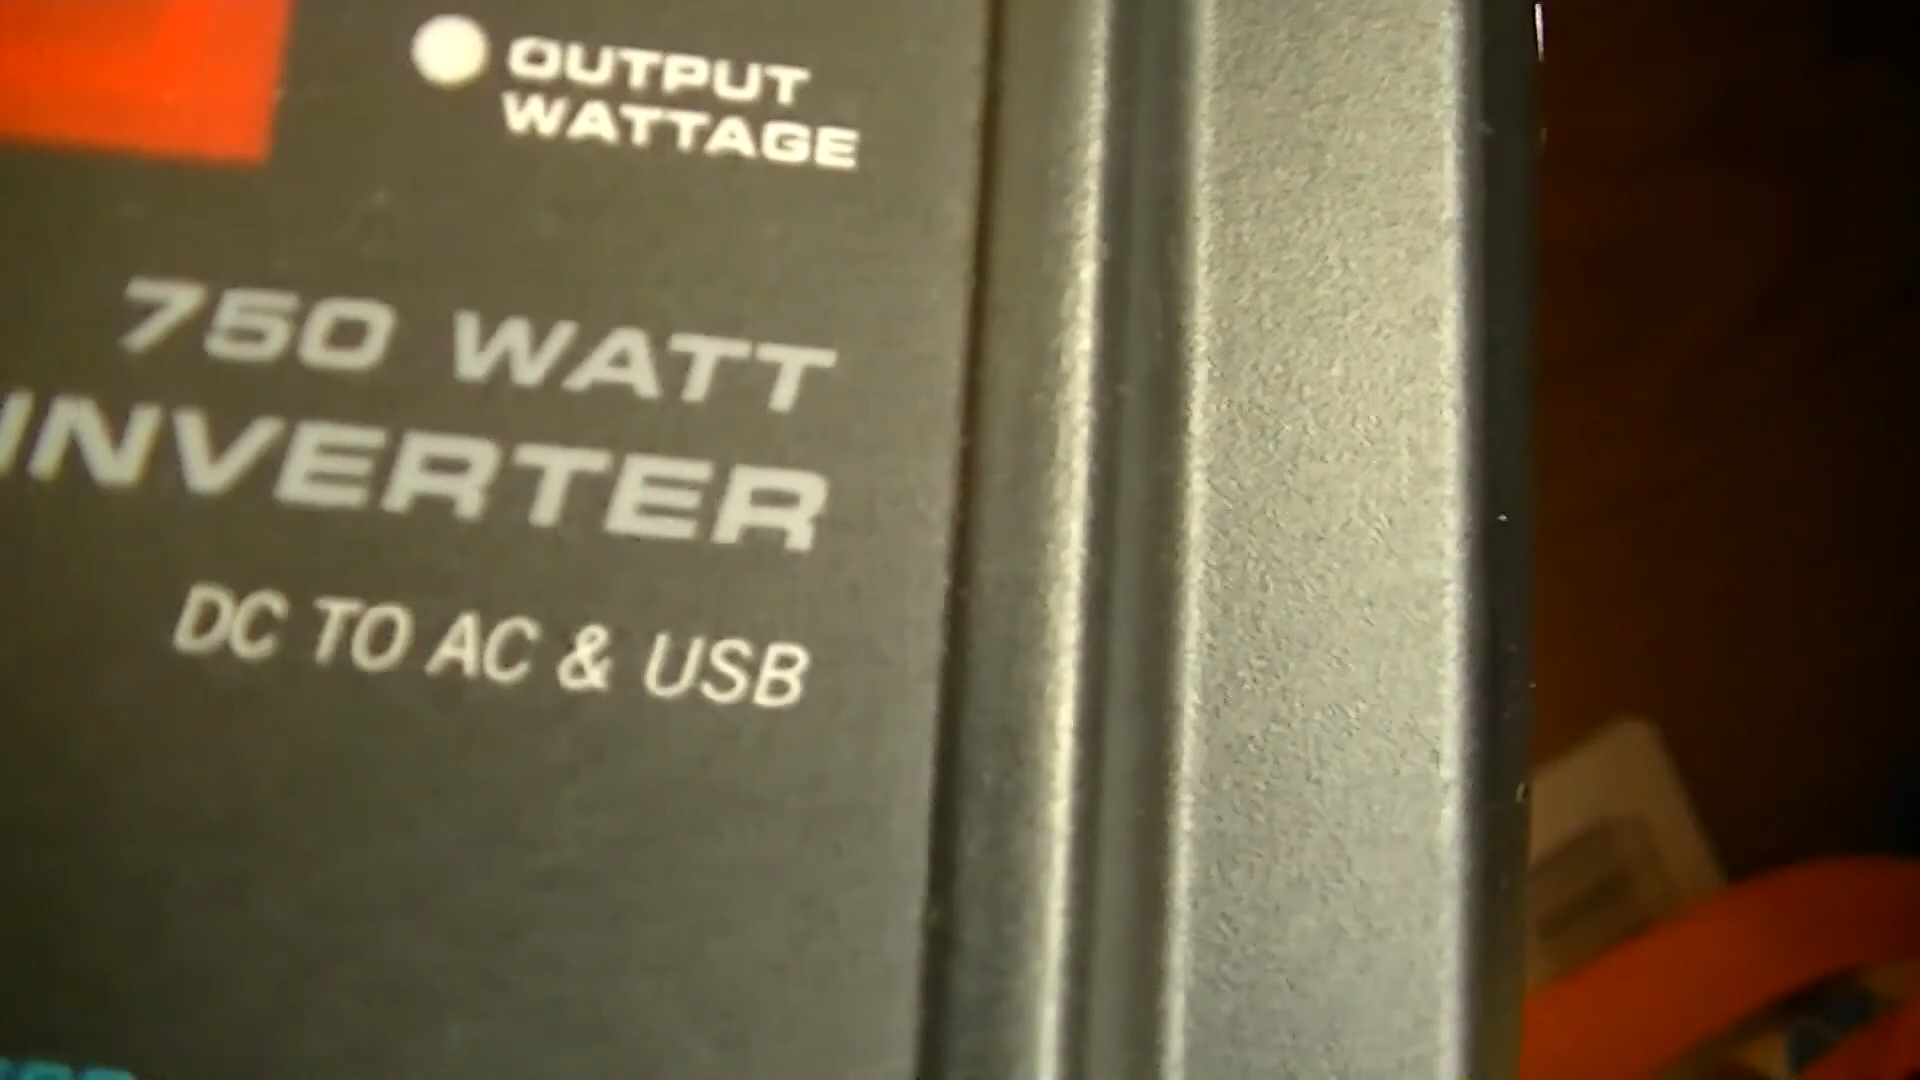 OUTPUT
WATTAGE
750 WATT
INVERTER
DC TO AC & USB